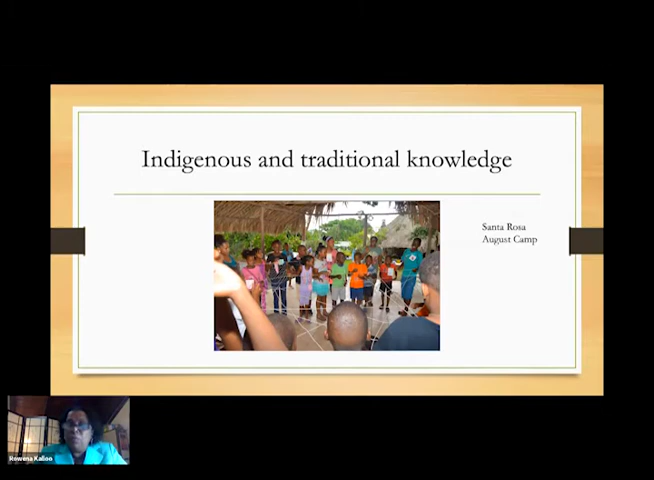 Indigenous and traditional knowledge
Santa Rosa
August Camp
Rowena Kalloo